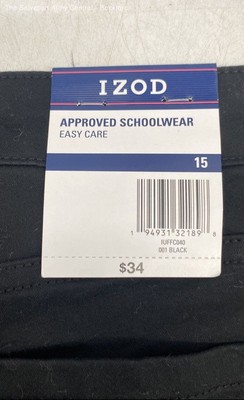 IZOD
APPROVED SCHOOLWEAR
EASY CARE
15
1 94931 32189 8
IUFFC040
001 BLACK
$34